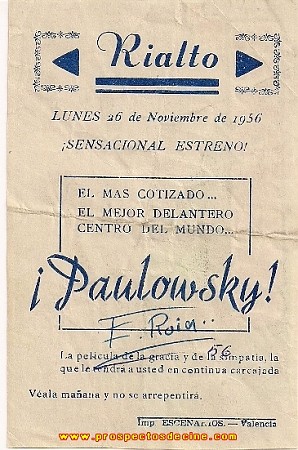 Rialto
LUNES 26 de Noviembre de 1956
¡SENSACIONAL ESTRENO!
EL MAS COTIZADO...
EL MEJOR DELANTERO
CENTRO DEL MUNDO...
¡Paulowsky!
F. Roig..
56
La película de la gracia y de la simpatía, la
que le tendrá a usted en continua carcajada
Véala mañana y no se arrepentirá.
Imp. ESCENARIOS. — Valencia
www.prospectosdecine.com